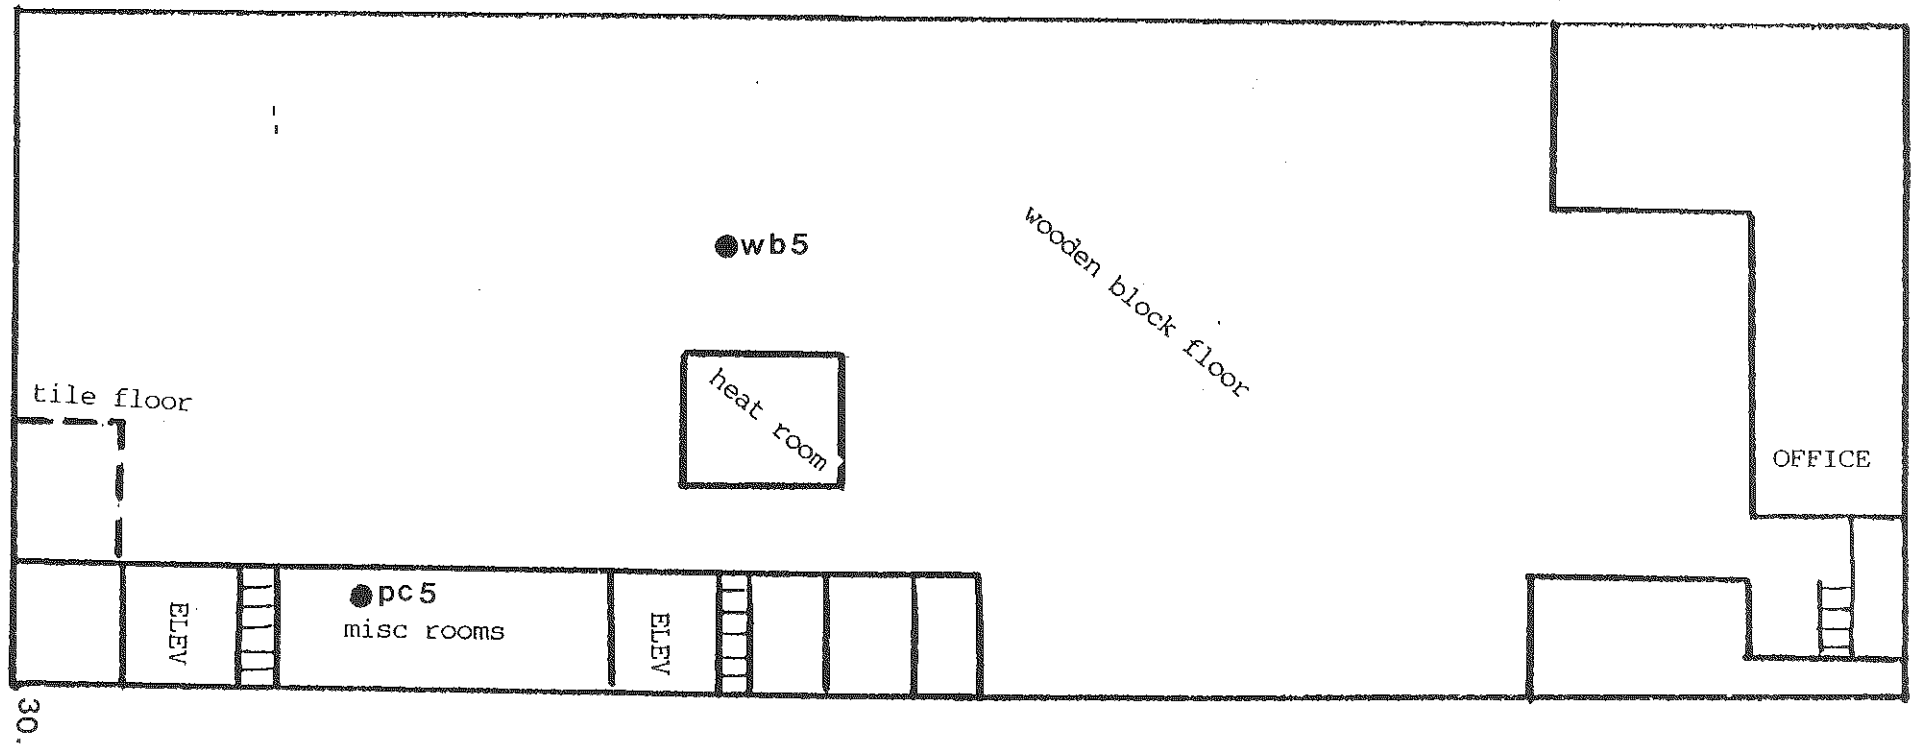 wb5
wooden block floor
heat room
tile floor
OFFICE
pc5
misc rooms
ELEV
ELEV
30.